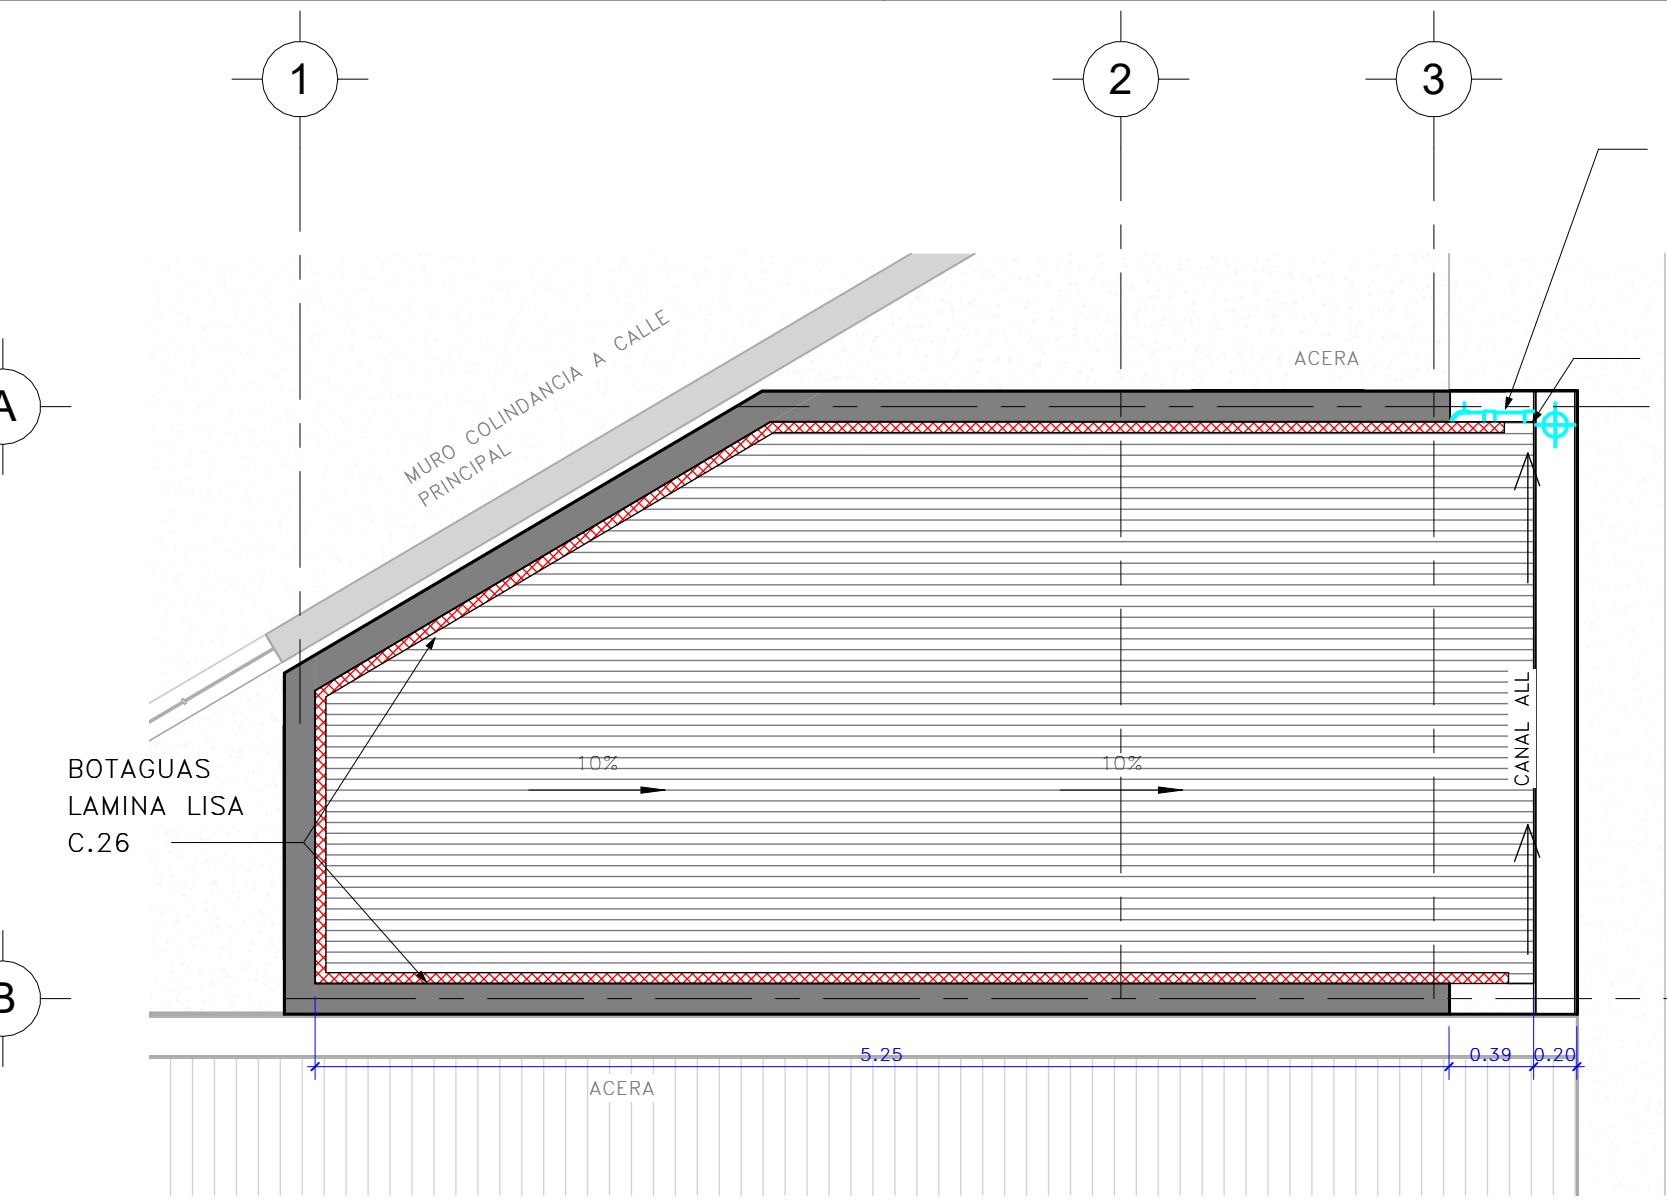 1
2
3
ACERA
MURO COLINDANCIA A CALLE
PRINCIPAL
A
CANAL ALL
10%
10%
BOTAGUAS
LAMINA LISA
C.26
B
5.25
0.39
0.20
ACERA